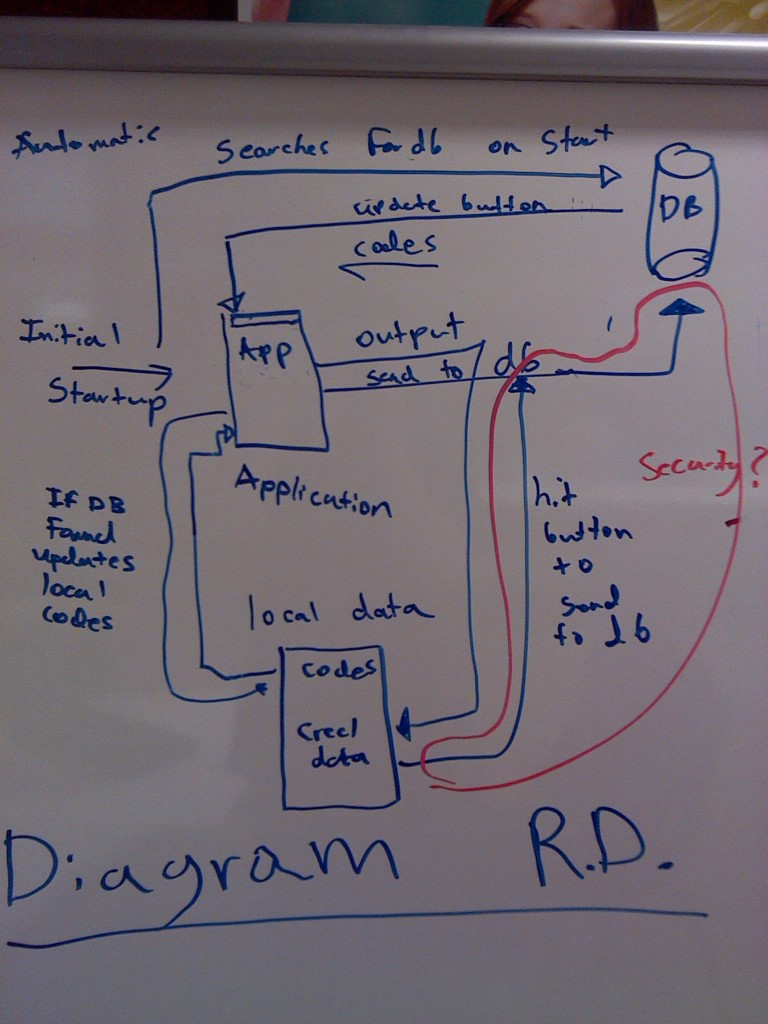 Automatic
Searches For db on Start
update button
DB
codes
Initial
Startup
App
output
send to db
Application
Security?
If DB
Found
updates
local
codes
hit
button
to
send
to db
local data
codes
Creel
data
Diagram R.D.